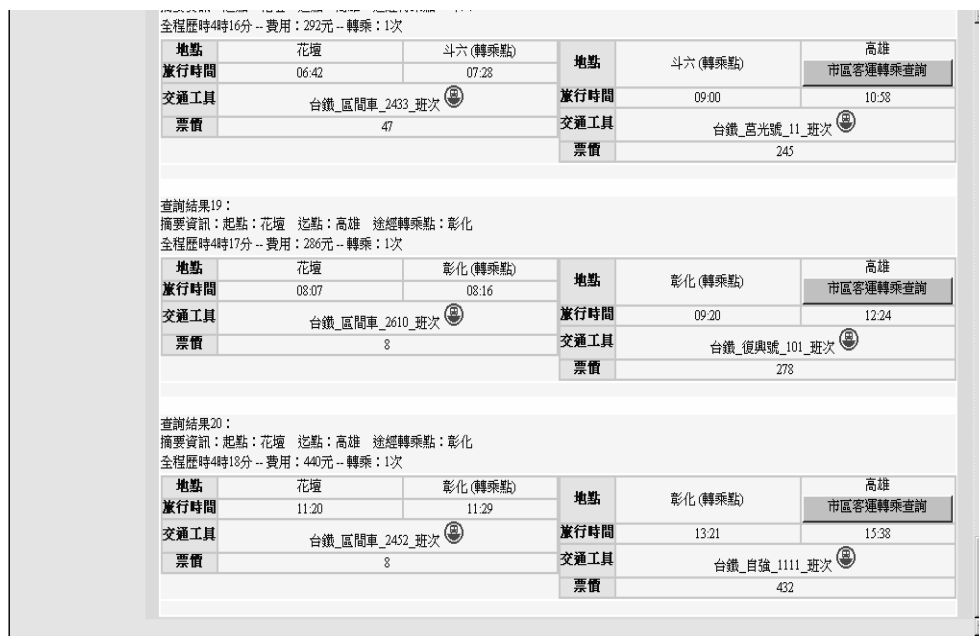 全程歷時4時16分 -- 費用：292元 -- 轉乘：1次
地點 花壇 斗六 (轉乘點) 地點 斗六 (轉乘點) 高雄
市區客運轉乘查詢
旅行時間 06:42 07:28 旅行時間 09:00 10:58
交通工具 台鐵_區間車_2433_班次 交通工具 台鐵_莒光號_11_班次
票價 47 票價 245
查詢結果19：
摘要資訊：起點：花壇 迄點：高雄 途經轉乘點：彰化
全程歷時4時17分 -- 費用：286元 -- 轉乘：1次
地點 花壇 彰化 (轉乘點) 地點 彰化 (轉乘點) 高雄
市區客運轉乘查詢
旅行時間 08:07 08:16 旅行時間 09:20 12:24
交通工具 台鐵_區間車_2610_班次 交通工具 台鐵_復興號_101_班次
票價 8 票價 278
查詢結果20：
摘要資訊：起點：花壇 迄點：高雄 途經轉乘點：彰化
全程歷時4時18分 -- 費用：440元 -- 轉乘：1次
地點 花壇 彰化 (轉乘點) 地點 彰化 (轉乘點) 高雄
市區客運轉乘查詢
旅行時間 11:20 11:29 旅行時間 13:21 15:38
交通工具 台鐵_區間車_2452_班次 交通工具 台鐵_自強_1111_班次
票價 8 票價 432